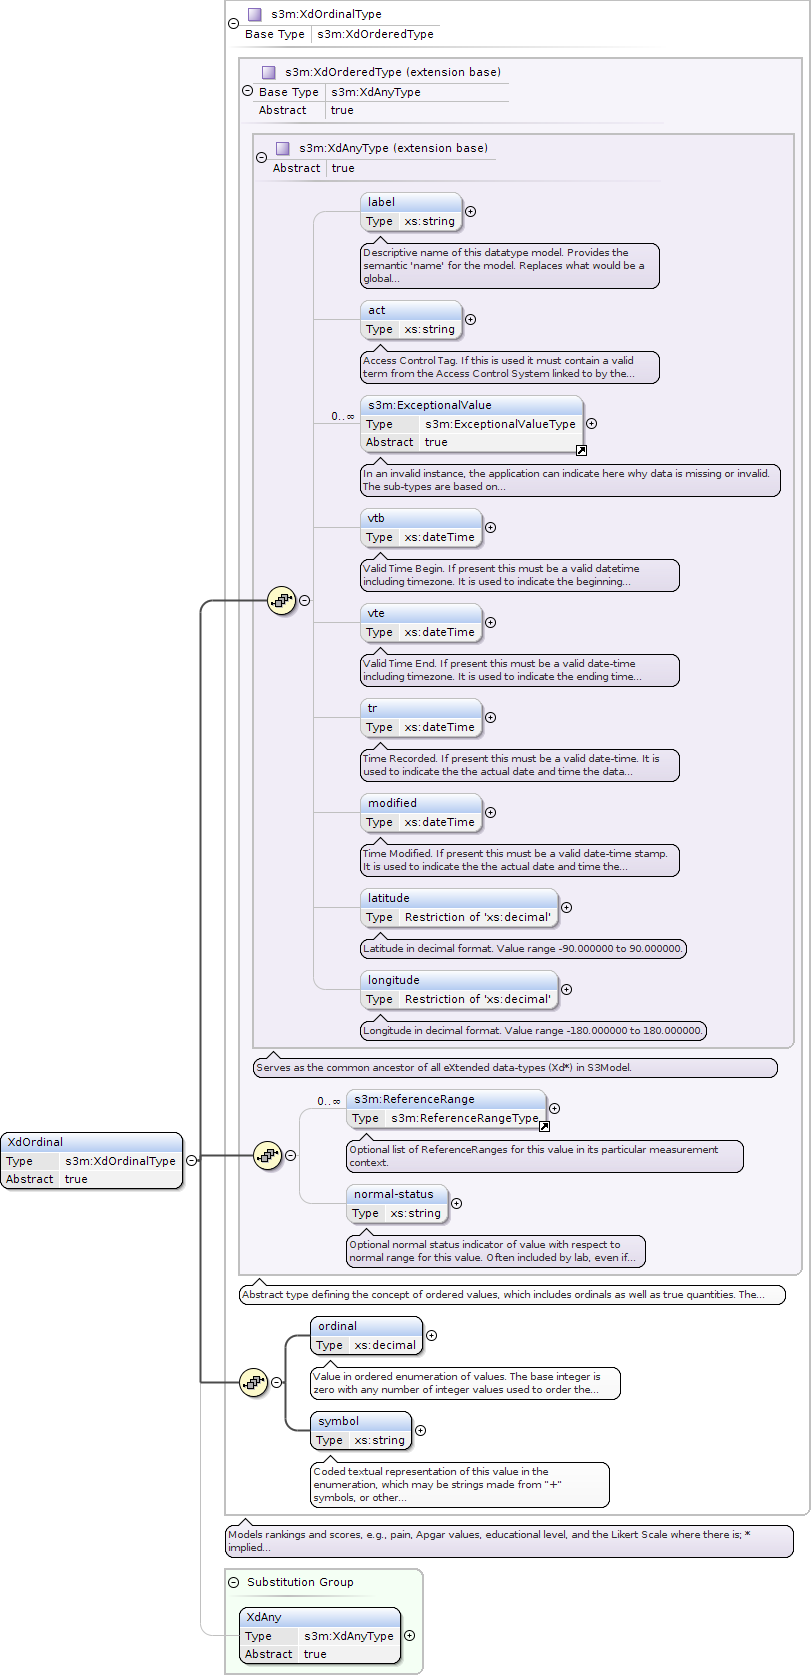 s3m:XdOrdinalType
Base Type s3m:XdOrderedType
s3m:XdOrderedType (extension base)
Base Type s3m:XdAnyType
Abstract true
s3m:XdAnyType (extension base)
Abstract true
label
Type xs:string
Descriptive name of this datatype model. Provides the
semantic 'name' for the model. Replaces what would be a
global...
act
Type xs:string
Access Control Tag. If this is used it must contain a valid
term from the Access Control System linked to by the...
0..∞
s3m:ExceptionalValue
Type s3m:ExceptionalValueType
Abstract true
In an invalid instance, the application can indicate here why data is missing or invalid.
The sub-types are based on...
vtb
Type xs:dateTime
Valid Time Begin. If present this must be a valid datetime
including timezone. It is used to indicate the beginning...
vte
Type xs:dateTime
Valid Time End. If present this must be a valid date-time
including timezone. It is used to indicate the ending time...
tr
Type xs:dateTime
Time Recorded. If present this must be a valid date-time. It is
used to indicate the the actual date and time the data...
modified
Type xs:dateTime
Time Modified. If present this must be a valid date-time stamp.
It is used to indicate the the actual date and time the...
latitude
Type Restriction of 'xs:decimal'
Latitude in decimal format. Value range -90.000000 to 90.000000.
longitude
Type Restriction of 'xs:decimal'
Longitude in decimal format. Value range -180.000000 to 180.000000.
Serves as the common ancestor of all eXtended data-types (Xd*) in S3Model.
0..∞
s3m:ReferenceRange
Type s3m:ReferenceRangeType
Optional list of ReferenceRanges for this value in its particular measurement
context.
XdOrdinal
Type s3m:XdOrdinalType
Abstract true
normal-status
Type xs:string
Optional normal status indicator of value with respect to
normal range for this value. Often included by lab, even if...
Abstract type defining the concept of ordered values, which includes ordinals as well as true quantities. The...
ordinal
Type xs:decimal
Value in ordered enumeration of values. The base integer is
zero with any number of integer values used to order the...
symbol
Type xs:string
Coded textual representation of this value in the
enumeration, which may be strings made from "+"
symbols, or other...
Models rankings and scores, e.g., pain, Apgar values, educational level, and the Likert Scale where there is; *
implied...
Substitution Group
XdAny
Type s3m:XdAnyType
Abstract true